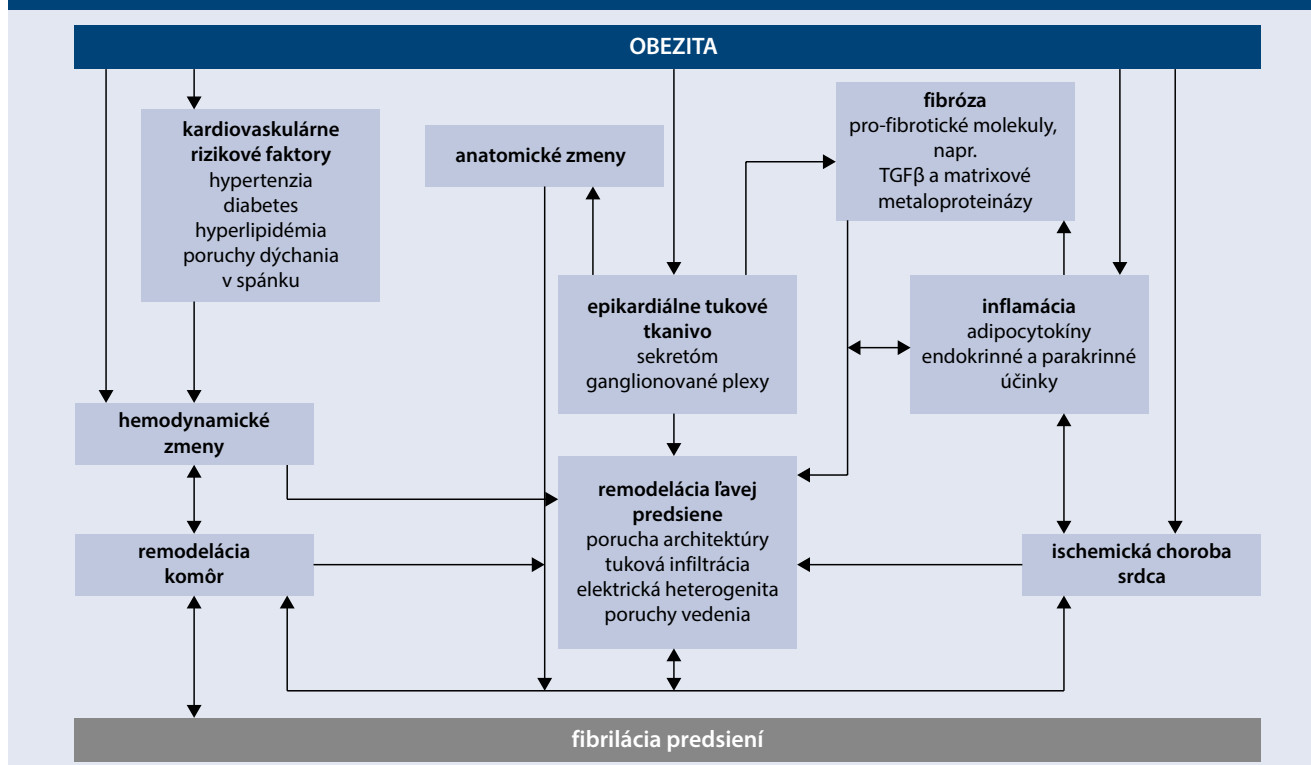 OBEZITA
kardiovaskulárne
rizikové faktory
hypertenzia
diabetes
hyperlipidémia
poruchy dýchania
v spánku
anatomické zmeny
fibróza
pro-fibrotické molekuly,
napr.
TGFβ a matrixové
metaloproteinázy
epikardiálne tukové
tkanivo
sekretóm
ganglionované plexy
inflamácia
adipocytokíny
endokrinné a parakrinné
účinky
hemodynamické
zmeny
remodelácia ľavej
predsiene
porucha architektúry
tuková infiltrácia
elektrická heterogenita
poruchy vedenia
remodelácia
komôr
ischemická choroba
srdca
fibrilácia predsiení